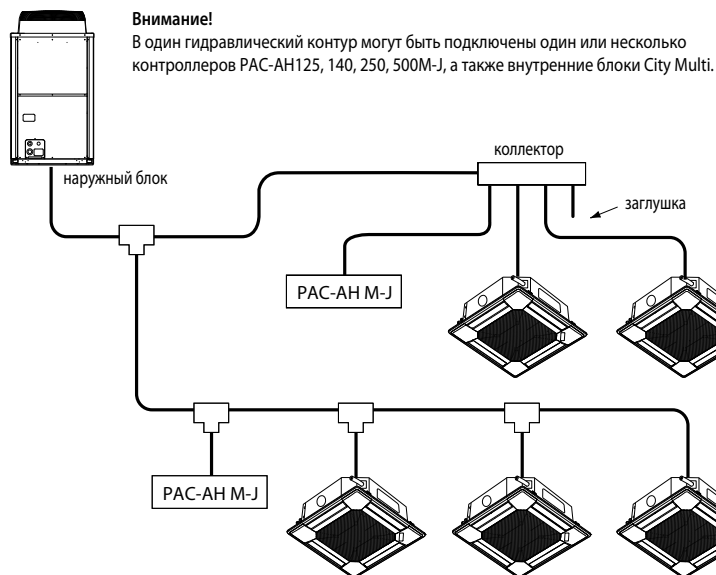 Внимание!
В один гидравлический контур могут быть подключены один или несколько
контроллеров PAC-AH125, 140, 250, 500M-J, а также внутренние блоки City Multi.
наружный блок
коллектор
заглушка
PAC-AH M-J
PAC-AH M-J